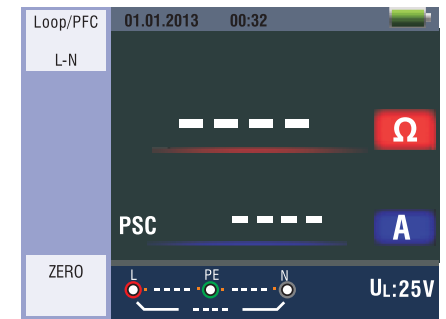 Loop/PFC 01.01.2013 00:32
L-N
---- Ω
PSC ---- A
ZERO
L ---- PE ---- N
----
UL:25V